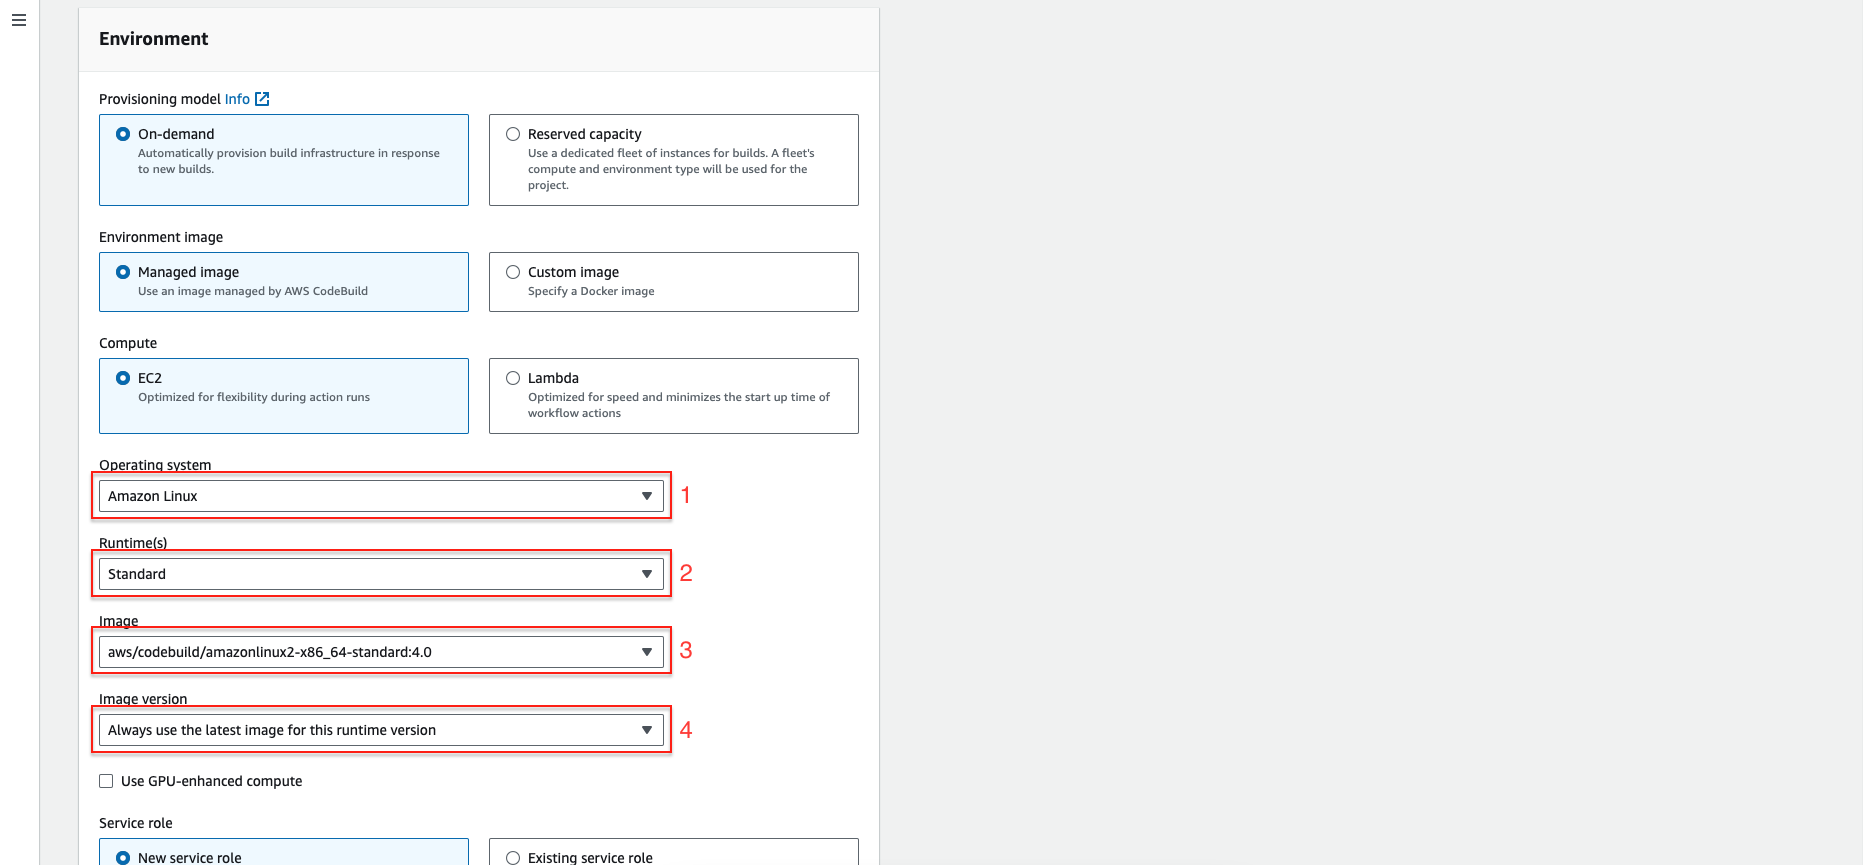 Environment
Provisioning model Info
On-demand
Automatically provision build infrastructure in response
to new builds.
Reserved capacity
Use a dedicated fleet of instances for builds. A fleet's
compute and environment type will be used for the
project.
Environment image
Managed image
Use an image managed by AWS CodeBuild
Custom image
Specify a Docker image
Compute
EC2
Optimized for flexibility during action runs
Lambda
Optimized for speed and minimizes the start up time of
workflow actions
Operating system
Amazon Linux
1
Runtime(s)
Standard
2
Image
aws/codebuild/amazonlinux2-x86_64-standard:4.0
3
Image version
Always use the latest image for this runtime version
4
Use GPU-enhanced compute
Service role
New service role
Existing service role